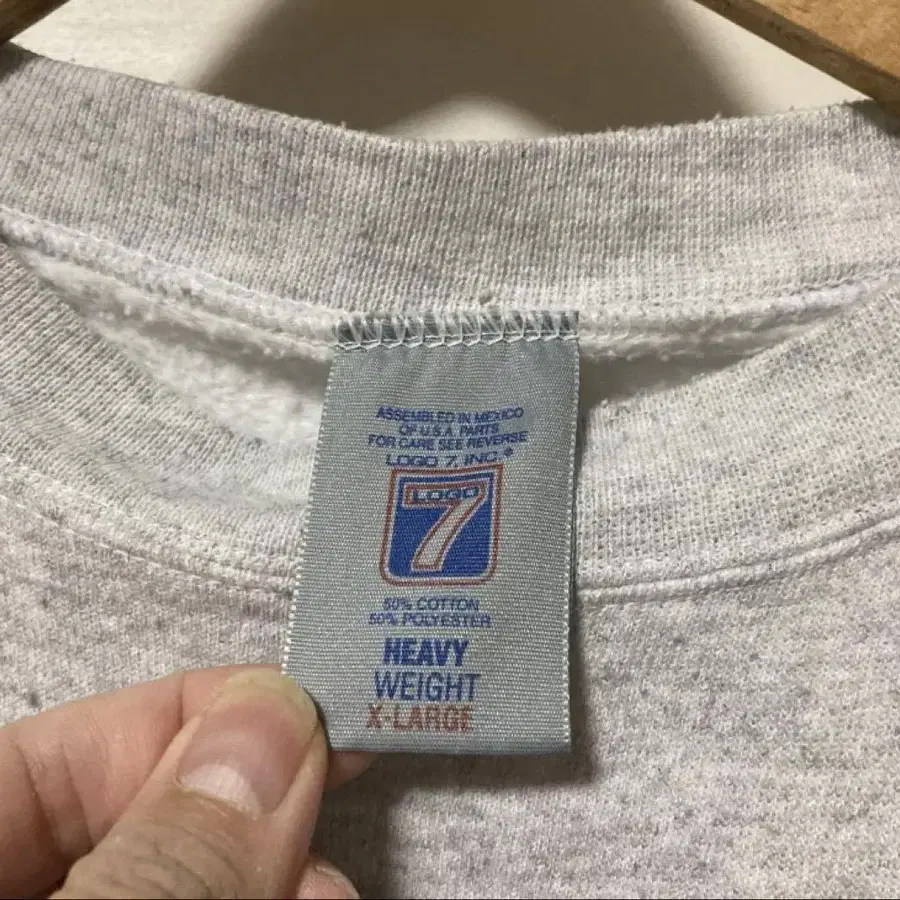 ASSEMBLED IN MEXICO
OF U.S.A. PARTS
FOR CARE SEE REVERSE
LOGO 7, INC.®
LOGO
7
50% COTTON
50% POLYESTER
HEAVY
WEIGHT
X-LARGE